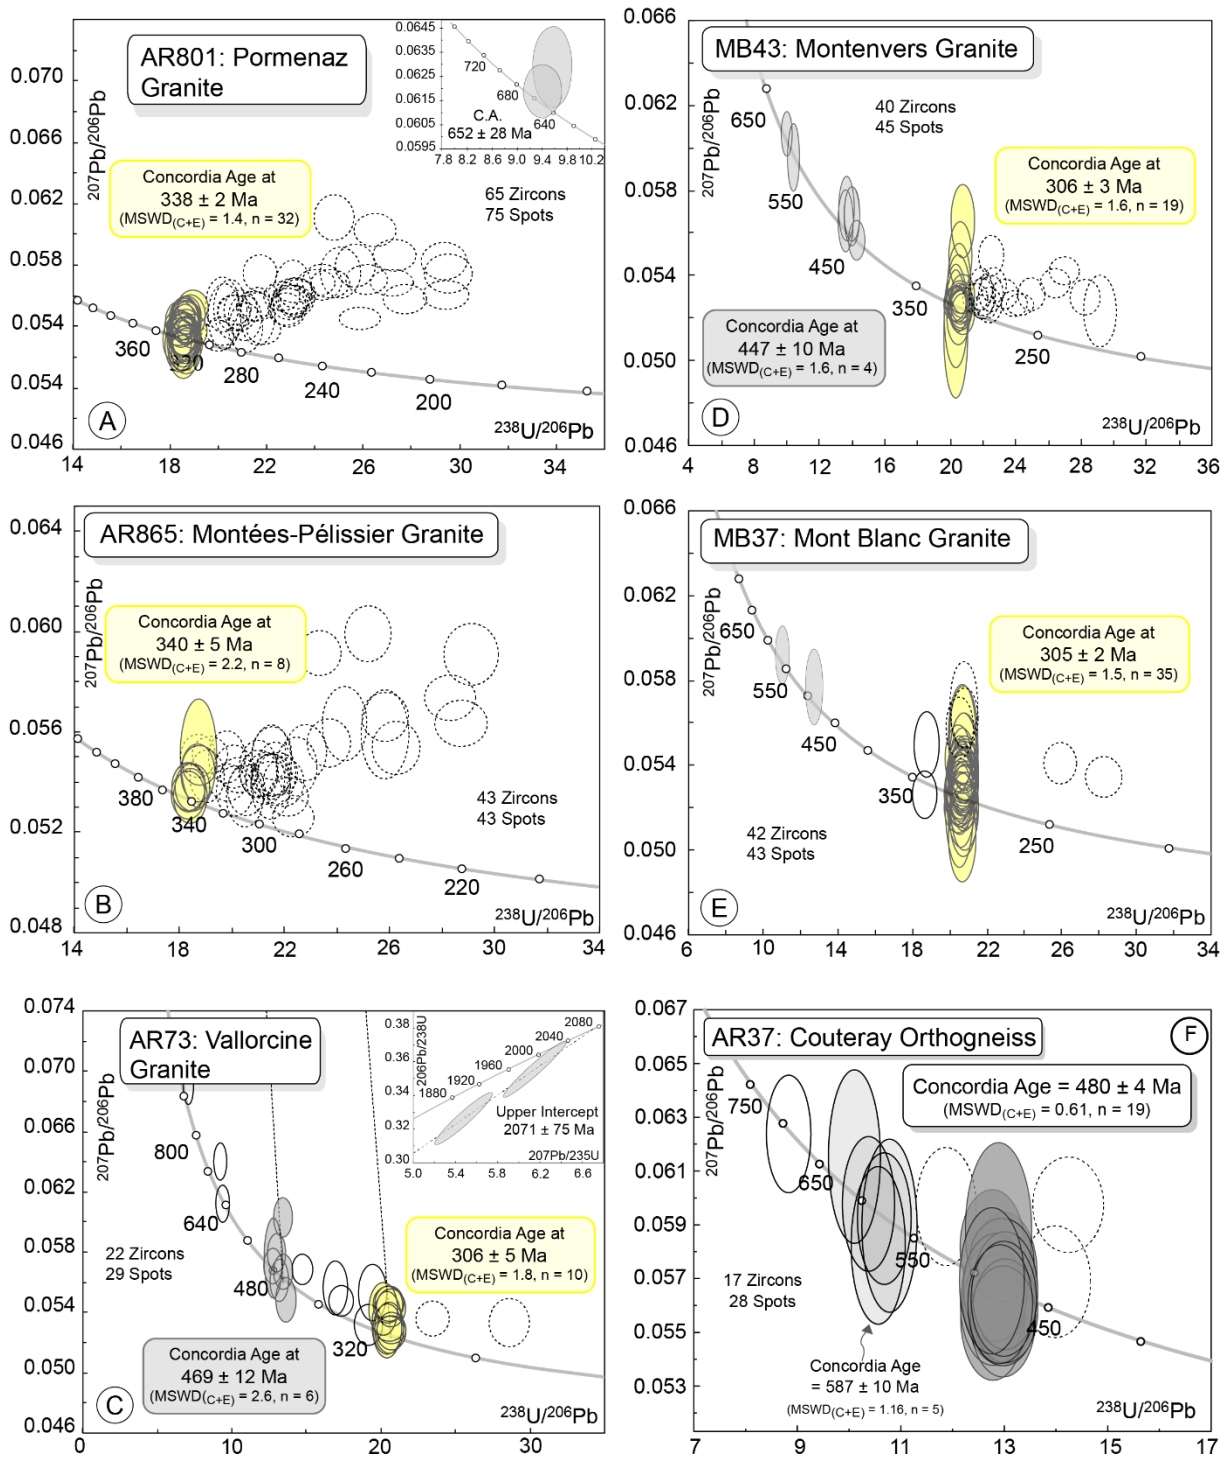 AR801: Pormenaz
Granite
0.070
0.066
0.062
0.058
0.054
0.054
0.046
207Pb/206Pb
Concordia Age at
338 ± 2 Ma
(MSWD(C+E) = 1.4, n = 32)
0.0645
0.0635
0.0625
0.0615
0.0605
0.0595
720
680
640
C.A.
652 ± 28 Ma
7.8 8.2 8.6 9.0 9.4 9.8 10.2
65 Zircons
75 Spots
360
320
280
240
200
A
238U/206Pb
14 18 22 26 30 34
MB43: Montenvers Granite
0.066
0.062
0.058
0.054
0.050
0.046
207Pb/206Pb
40 Zircons
45 Spots
650
550
450
350
250
Concordia Age at
306 ± 3 Ma
(MSWD(C+E) = 1.6, n = 19)
Concordia Age at
447 ± 10 Ma
(MSWD(C+E) = 1.6, n = 4)
D
238U/206Pb
4 8 12 16 20 24 28 32 36
AR865: Montées-Pélissier Granite
0.064
0.060
0.056
0.052
0.048
207Pb/206Pb
Concordia Age at
340 ± 5 Ma
(MSWD(C+E) = 2.2, n = 8)
43 Zircons
43 Spots
380
340
300
260
220
B
238U/206Pb
14 18 22 26 30 34
MB37: Mont Blanc Granite
0.066
0.062
0.058
0.054
0.050
0.046
207Pb/206Pb
650
550
450
350
250
Concordia Age at
305 ± 2 Ma
(MSWD(C+E) = 1.5, n = 35)
42 Zircons
43 Spots
E
238U/206Pb
6 10 14 18 22 26 30 34
AR73: Vallorcine
Granite
0.074
0.070
0.066
0.062
0.058
0.054
0.050
0.046
207Pb/206Pb
800
640
480
320
22 Zircons
29 Spots
206Pb/238U
0.38
0.36
0.34
0.33
0.31
0.30
1880
1920
1960
2000
2040
2080
Upper Intercept
2071 ± 75 Ma
207Pb/235U
5.0 5.4 5.8 6.2 6.6
Concordia Age at
306 ± 5 Ma
(MSWD(C+E) = 1.8, n = 10)
Concordia Age at
469 ± 12 Ma
(MSWD(C+E) = 2.6, n = 6)
C
238U/206Pb
0 10 20 30
AR37: Couteray Orthogneiss
F
0.067
0.065
0.063
0.061
0.059
0.057
0.055
0.053
207Pb/206Pb
750
650
550
450
Concordia Age = 480 ± 4 Ma
(MSWD(C+E) = 0.61, n = 19)
17 Zircons
28 Spots
Concordia Age
= 587 ± 10 Ma
(MSWD(C+E) = 1.16, n = 5)
238U/206Pb
7 9 11 13 15 17